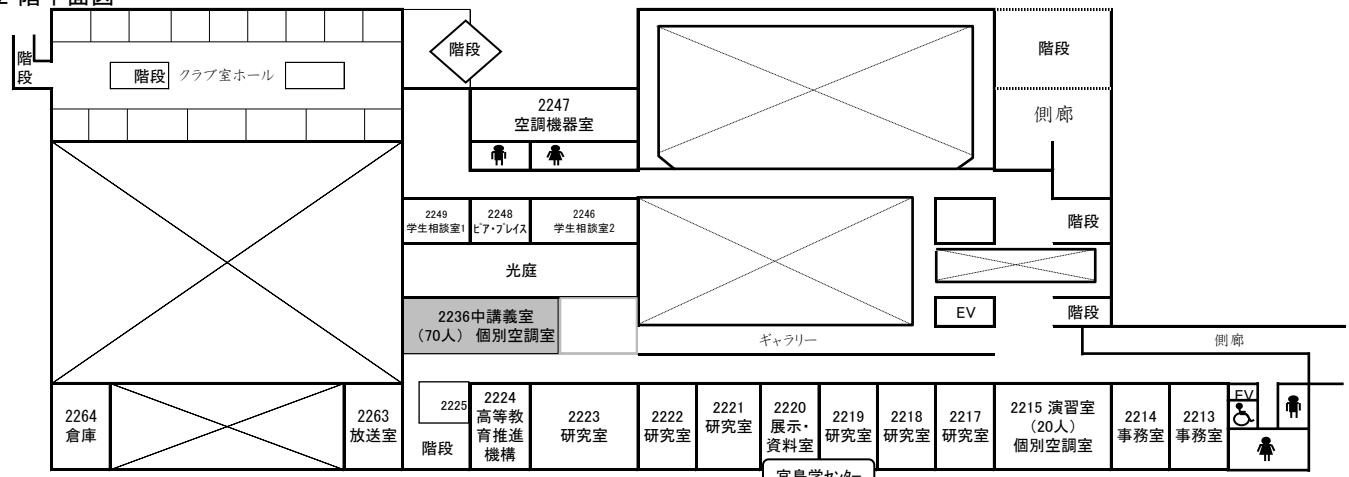 階
段
階段
クラブ室ホール
階段
2247
空調機器室
階段
側廊
2249
学生相談室1
2248
ピア・プレイス
2246
学生相談室2
階段
光庭
2236中講義室
(70人) 個別空調室
EV
階段
ギャラリー
側廊
2264
倉庫
2263
放送室
2225
階段
2224
高等教
育推進
機構
2223
研究室
2222
研究室
2221
研究室
2220
展示・
資料室
2219
研究室
2218
研究室
2217
研究室
2215 演習室
(20人)
個別空調室
2214
事務室
2213
事務室
EV